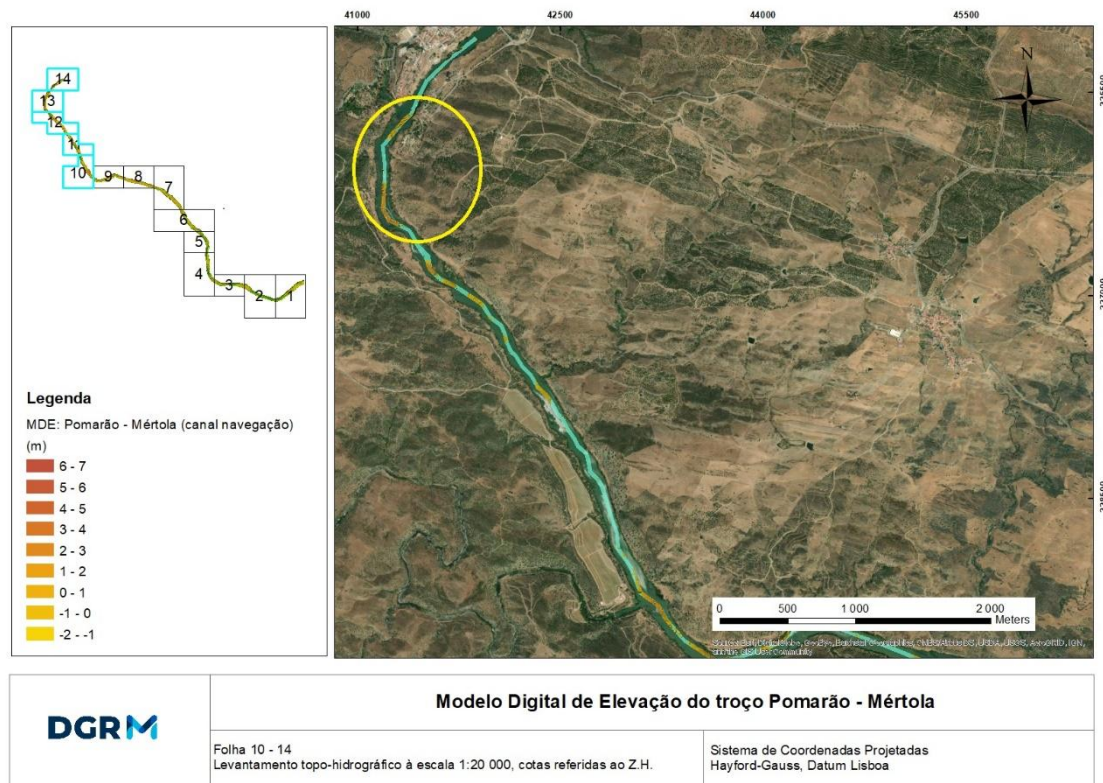 41000
42500
44000
45500
N
14
13
12
10
9
8
7
6
5
4
3
2
1
Legenda
MDE: Pomarão - Mértola (canal navegação)
(m)
6 - 7
5 - 6
4 - 5
3 - 4
2 - 3
1 - 2
0 - 1
-1 - 0
-2 - -1
0 500 1 000 2 000
Meters
DGRM
Modelo Digital de Elevação do troço Pomarão - Mértola
Folha 10 - 14
Levantamento topo-hidrográfico à escala 1:20 000, cotas referidas ao Z.H.
Sistema de Coordenadas Projetadas
Hayford-Gauss, Datum Lisboa